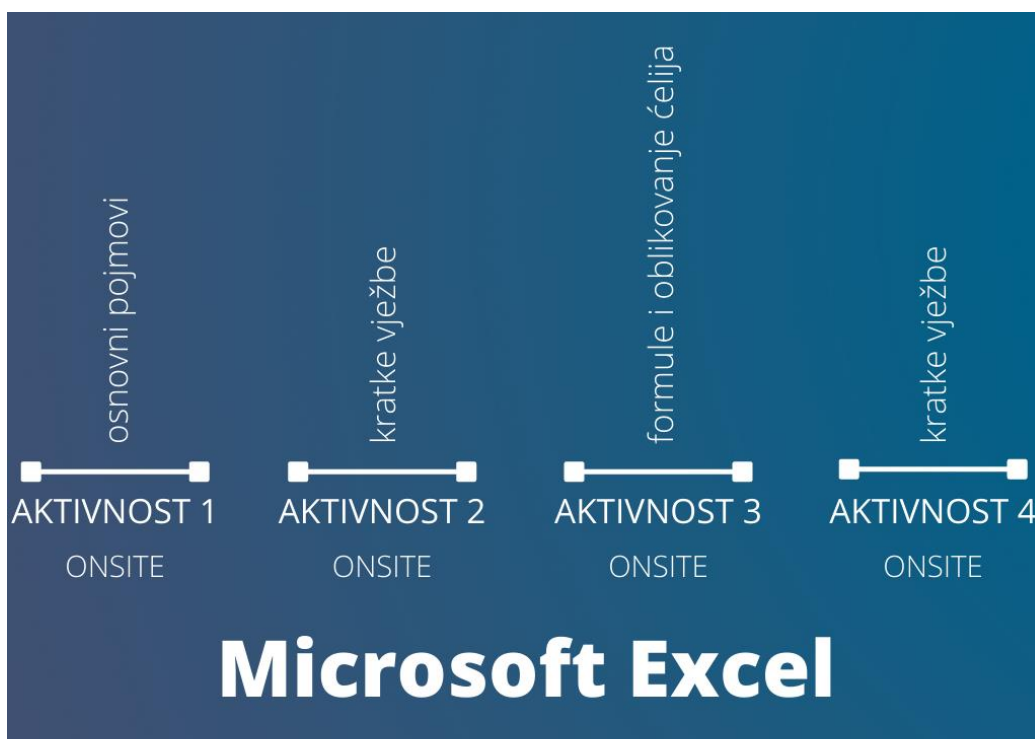 osnovni pojmovi
kratke vježbe
formule i oblikovanje ćelija
kratke vježbe
AKTIVNOST 1
AKTIVNOST 2
AKTIVNOST 3
AKTIVNOST 4
ONSITE
ONSITE
ONSITE
ONSITE
Microsoft Excel